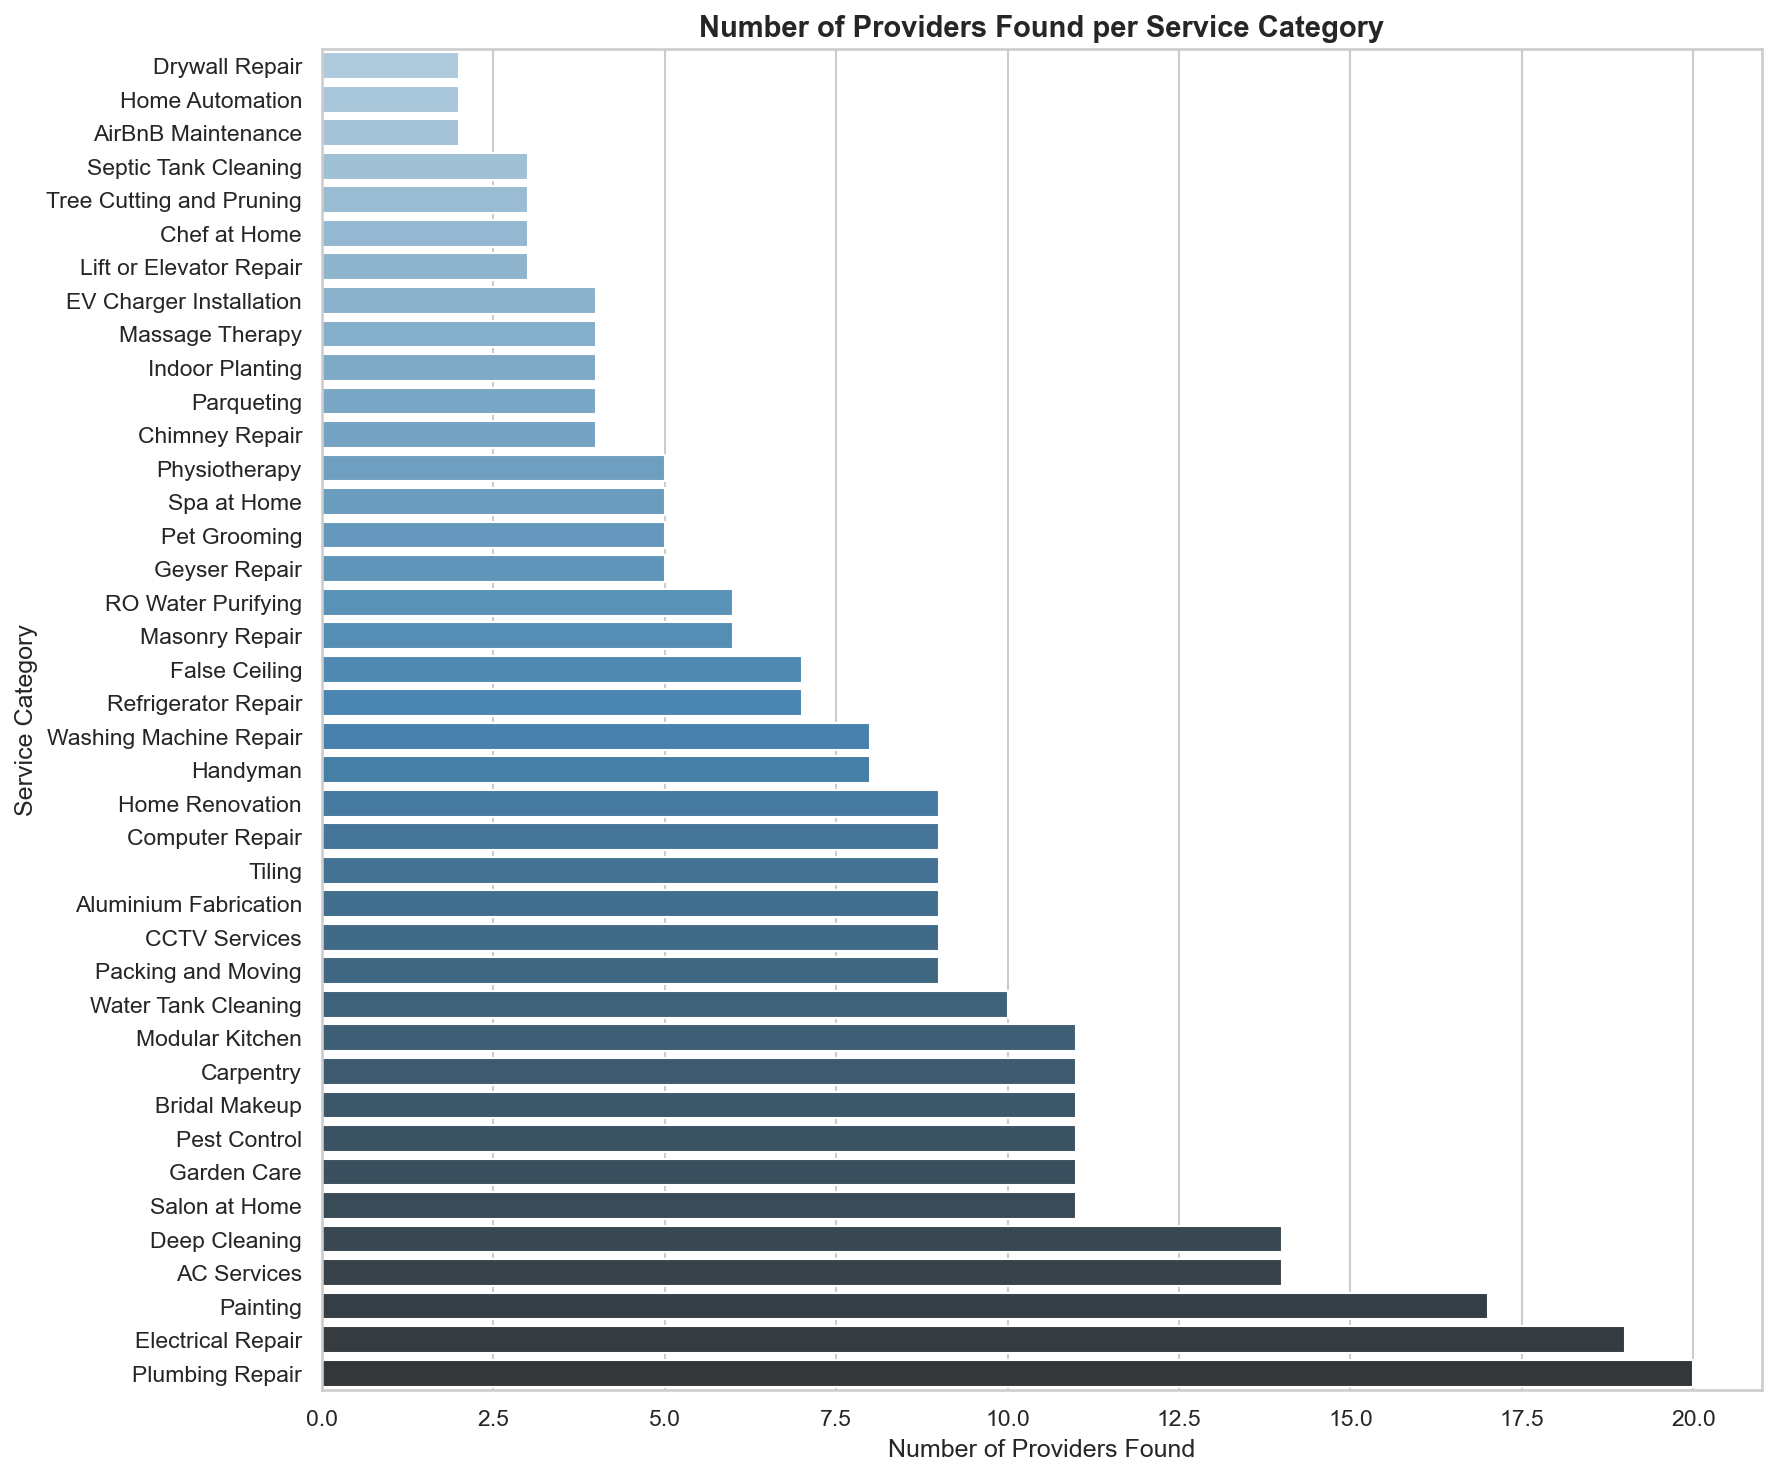 Number of Providers Found per Service Category
Service Category
Drywall Repair
Home Automation
AirBnB Maintenance
Septic Tank Cleaning
Tree Cutting and Pruning
Chef at Home
Lift or Elevator Repair
EV Charger Installation
Massage Therapy
Indoor Planting
Parqueting
Chimney Repair
Physiotherapy
Spa at Home
Pet Grooming
Geyser Repair
RO Water Purifying
Masonry Repair
False Ceiling
Refrigerator Repair
Washing Machine Repair
Handyman
Home Renovation
Computer Repair
Tiling
Aluminium Fabrication
CCTV Services
Packing and Moving
Water Tank Cleaning
Modular Kitchen
Carpentry
Bridal Makeup
Pest Control
Garden Care
Salon at Home
Deep Cleaning
AC Services
Painting
Electrical Repair
Plumbing Repair
0.0 2.5 5.0 7.5 10.0 12.5 15.0 17.5 20.0
Number of Providers Found